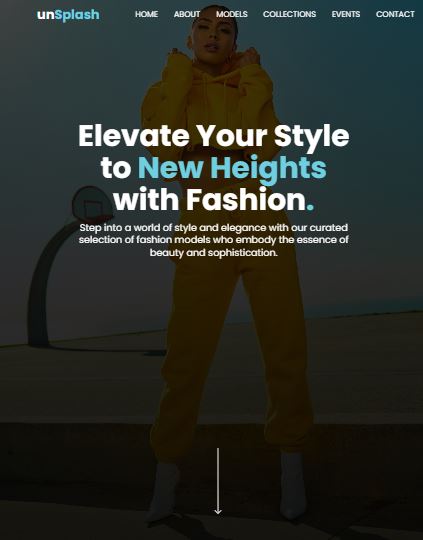 unSplash HOME ABOUT MODELS COLLECTIONS EVENTS CONTACT
Elevate Your Style
to New Heights
with Fashion.
Step into a world of style and elegance with our curated
selection of fashion models who embody the essence of
beauty and sophistication.